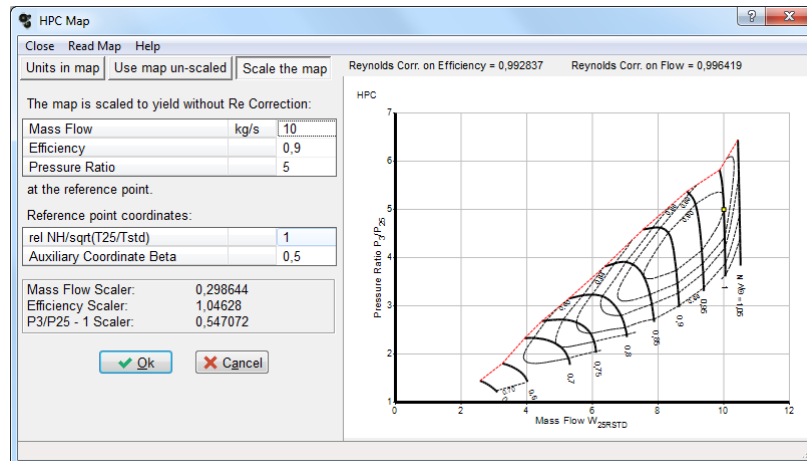 HPC Map
Close Read Map Help
Units in map Use map un-scaled Scale the map
Reynolds Corr. on Efficiency = 0,992837 Reynolds Corr. on Flow = 0,996419
The map is scaled to yield without Re Correction:
Mass Flow kg/s 10
Efficiency 0,9
Pressure Ratio 5
at the reference point.
Reference point coordinates:
rel NH/sqrt(T25/Tstd) 1
Auxiliary Coordinate Beta 0,5
Mass Flow Scaler: 0,298644
Efficiency Scaler: 1,04628
P3/P25 - 1 Scaler: 0,547072
Ok Cancel
HPC
7
6
5
4
3
2
1
Pressure Ratio P3/P25
0 2 4 6 8 10 12
Mass Flow W25RSTD
0,7
0,75
0,8
0,85
0,9
0,95
1